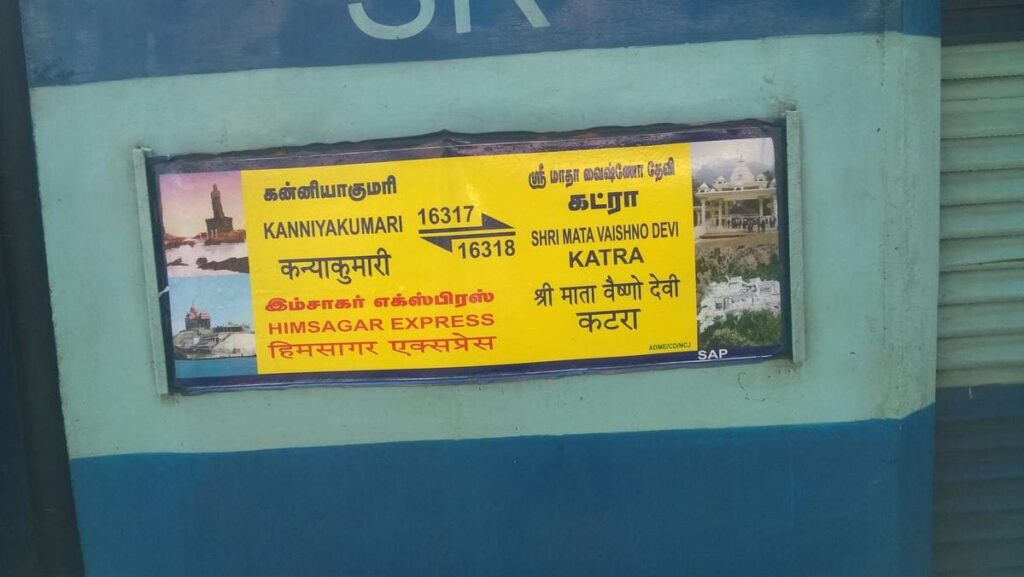 SR
கன்னியாகுமரி
KANNIYAKUMARI
कन्याकुमारी
16317
16318
ஸ்ரீ மாதா வைஷ்ணோ தேவி
கட்ரா
SHRI MATA VAISHNO DEVI
KATRA
श्री माता वैष्णो देवी
कटरा
இம்சாகர் எக்ஸ்பிரஸ்
HIMSAGAR EXPRESS
हिमसागर एक्सप्रेस
ADME/CD/NCJ
SAP